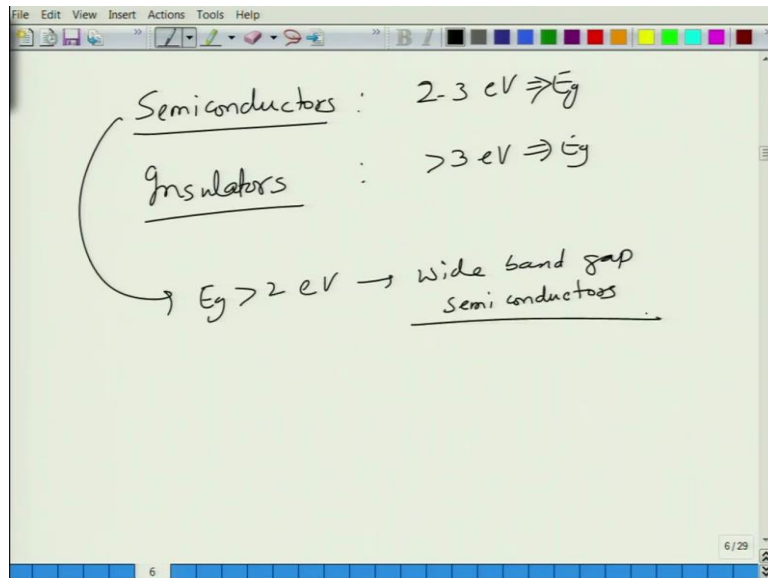 File Edit View Insert Actions Tools Help
B I
Semiconductors : 2-3 eV ⇒ Eg
Insulators : >3 eV ⇒ Eg
Eg > 2 eV → wide band gap
semiconductors
6/29
6